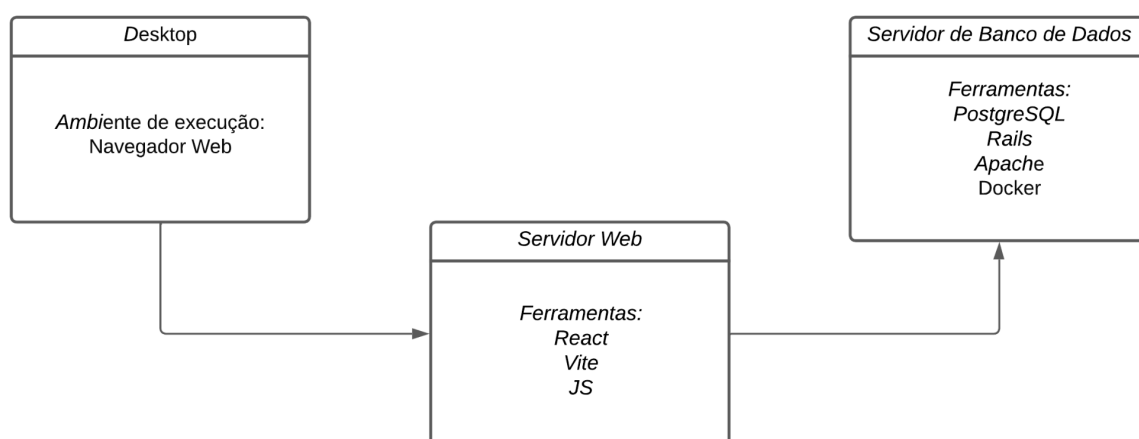 Desktop
Ambiente de execução:
Navegador Web
Servidor Web
Ferramentas:
React
Vite
JS
Servidor de Banco de Dados
Ferramentas:
PostgreSQL
Rails
Apache
Docker